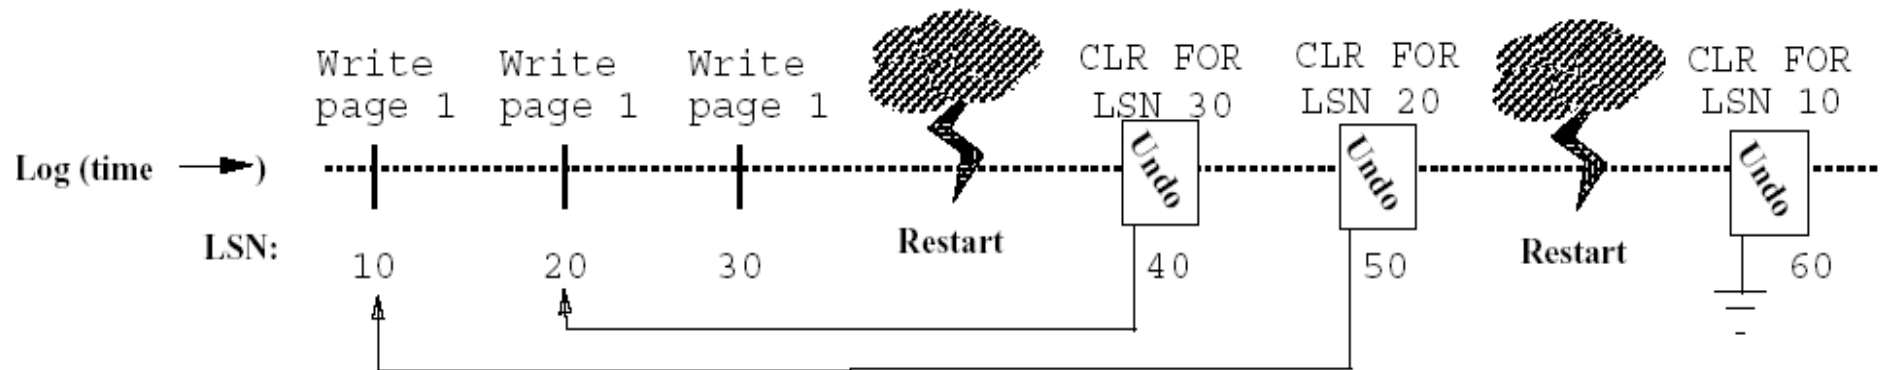 Write
page 1
Write
page 1
Write
page 1
CLR FOR
LSN 30
CLR FOR
LSN 20
CLR FOR
LSN 10
Log (time )
Undo
Undo
Undo
Restart
Restart
LSN:
10
20
30
40
50
60